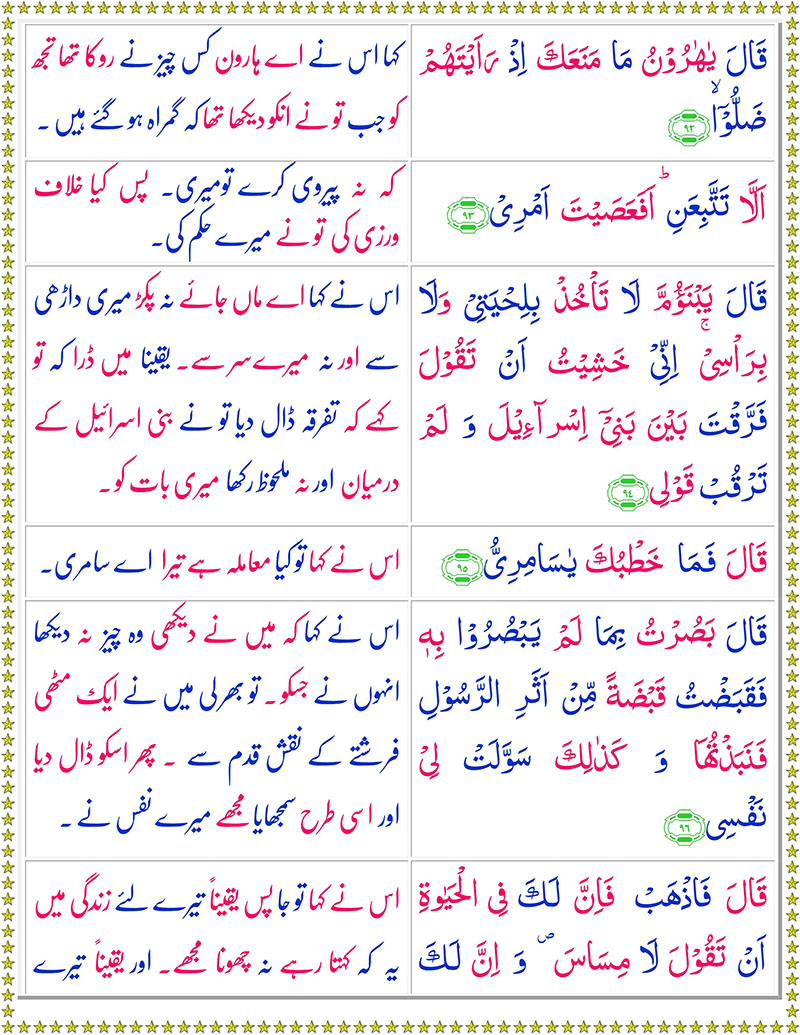 قَالَ يٰهٰرُوْنُ مَا مَنَعَكَ اِذْ رَاَيْتَهُمْ
ضَلُّوْۤاۙ ﴿۹۳﴾
کہا اس نے اے ہارون کس چیز نے روکا تھا تجھ
کو جب تو نے انکو دیکھا تھا کہ گمراہ ہو گئے ہیں ۔
اَلَّا تَتَّبِعَنِؕ اَفَعَصَيْتَ اَمْرِیْ ﴿۹۳﴾
کہ نہ پیروی کرے تو میری۔ پس کیا خلاف
ورزی کی تو نے میرے حکم کی۔
قَالَ يَبْنَؤُمَّ لَا تَاْخُذْ بِلِحْيَتِیْ وَلَا
بِرَاْسِیْۚ اِنِّیْ خَشِيْتُ اَنْ تَقُوْلَ
فَرَّقْتَ بَيْنَ بَنِیْۤ اِسْرَآءِيْلَ وَ لَمْ
تَرْقُبْ قَوْلِی ﴿۹٤﴾
اس نے کہا اے ماں جائے نہ پکڑ میری داڑھی
سے اور نہ میرے سر سے۔ یقینا میں ڈرا کہ تو
کہے کہ تفرقہ ڈال دیا تو نے بنی اسرائیل کے
درمیان اور نہ ملحوظ رکھا میری بات کو۔
قَالَ فَمَا خَطْبُكَ يٰسَامِرِیُّ ﴿۹٥﴾
اس نے کہا تو کیا معاملہ ہے تیرا اے سامری۔
قَالَ بَصُرْتُ بِمَا لَمْ يَبْصُرُوْا بِهٖ
فَقَبَضْتُ قَبْضَةً مِّنْ اَثَرِ الرَّسُوْلِ
فَنَبَذْتُهَا وَ كَذٰلِكَ سَوَّلَتْ لِیْ
نَفْسِی ﴿۹٦﴾
اس نے کہا کہ میں نے دیکھی وہ چیز نہ دیکھا
انہوں نے جسکو۔ تو بھر لی میں نے ایک مٹھی
فرشتے کے نقش قدم سے ۔ پھر اسکو ڈال دیا
اور اسی طرح سمجھایا مجھے میرے نفس نے ۔
قَالَ فَاذْهَبْ فَاِنَّ لَكَ فِی الْحَيٰوةِ
اَنْ تَقُوْلَ لَا مِسَاسَ ۖ وَ اِنَّ لَكَ
اس نے کہا تو جا پس یقیناً تیرے لئے زندگی میں
یہ کہ کہتا رہے نہ چھونا مجھے۔ اور یقیناً تیرے